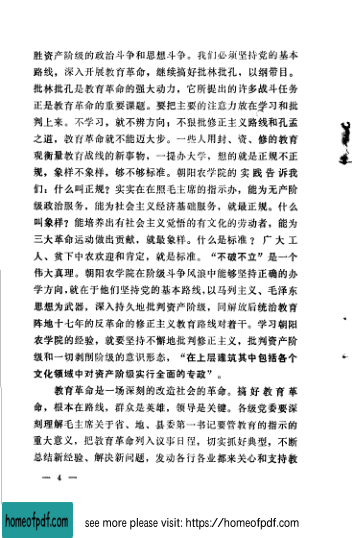 胜资产阶级的政治斗争和思想斗争。我们必须坚持党的基本
路线，深入开展教育革命，继续搞好批林批孔，以纲带目。
批林批孔是教育革命的强大动力，它所提出的许多战斗任务
正是教育革命的重要课题。要把主要的注意力放在学习和批
判上来。不学习，就不辨方向；不狠批修正主义路线和孔孟
之道，教育革命就不能迈大步。一些人用封、资、修的教育
观衡量教育战线的新事物，一提办大学，想的就是正规不正
规，象样不象样，够不够标准。朝阳农学院的实践告诉我
们：什么叫正规？实实在在照毛主席的指示办，能为无产阶
级政治服务，能为社会主义经济基础服务，就最正规。什么
叫象样？能培养出有社会主义觉悟的有文化的劳动者，能为
三大革命运动做出贡献，就最象样。什么是标准？广大工
人、贫下中农欢迎和肯定，就是标准。“不破不立”是一个
伟大真理。朝阳农学院在阶级斗争风浪中能够坚持正确的办
学方向，就在于他们坚持党的基本路线，以马列主义、毛泽东
思想为武器，深入持久地批判资产阶级，同解放后统治教育
阵地十七年的反革命的修正主义教育路线对着干。学习朝阳
农学院的经验，就要坚持不懈地批判修正主义，批判资产阶
级和一切剥削阶级的意识形态，“在上层建筑其中包括各个
文化领域中对资产阶级实行全面的专政”。
教育革命是一场深刻的改造社会的革命。搞好教育革
命，根本在路线，群众是英雄，领导是关键。各级党委要深
刻理解毛主席关于省、地、县委第一书记要管教育的指示的
重大意义，把教育革命列入议事日程，切实抓好典型，不断
总结新经验、解决新问题，发动各行各业都来关心和支持教
— 4 —
homeofpdf.com see more please visit: https://homeofpdf.com